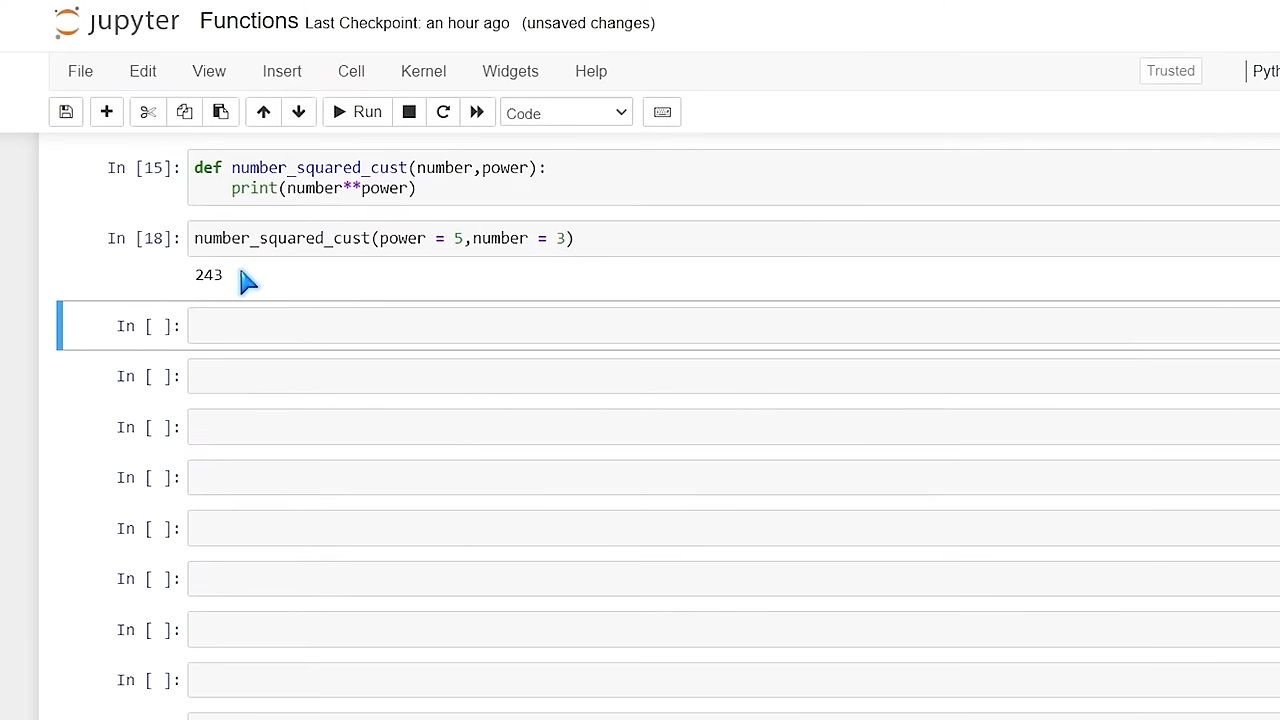 jupyter Functions Last Checkpoint: an hour ago (unsaved changes)
File Edit View Insert Cell Kernel Widgets Help Trusted Pyth
Run Code
In [15]: def number_squared_cust(number,power):
print(number**power)
In [18]: number_squared_cust(power = 5,number = 3)
243
In [ ]:
In [ ]:
In [ ]:
In [ ]:
In [ ]:
In [ ]:
In [ ]:
In [ ]: